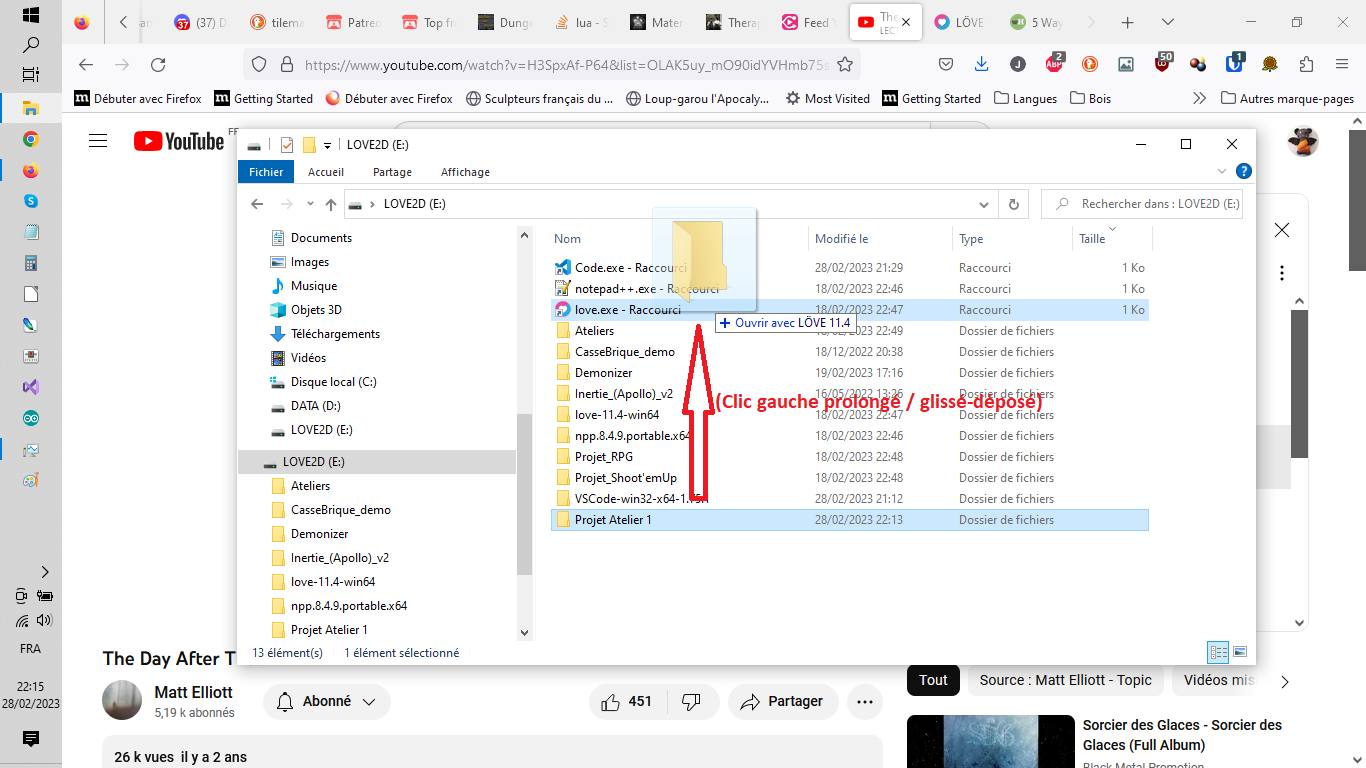 (37) D
tilema
Patreo
Top fr
Dunge
lua - S
Mater
Thera
Feed
The
LECT
LÖVE
5 Way
https://www.youtube.com/watch?v=H3SpxAf-P64&list=OLAK5uy_mO90idYVHmb75s
2
50
1
Débuter avec Firefox
Getting Started
Débuter avec Firefox
Sculpteurs français du ...
Loup-garou l'Apocaly...
Most Visited
Getting Started
Langues
Bois
Autres marque-pages
YouTube
LOVE2D (E:)
Fichier
Accueil
Partage
Affichage
LOVE2D (E:)
Rechercher dans : LOVE2D (E:)
Documents
Images
Musique
Objets 3D
Téléchargements
Vidéos
Disque local (C:)
DATA (D:)
LOVE2D (E:)
LOVE2D (E:)
Ateliers
CasseBrique_demo
Demonizer
Inertie_(Apollo)_v2
love-11.4-win64
npp.8.4.9.portable.x64
Projet Atelier 1
Nom Modifié le Type Taille
Code.exe - Raccourci 28/02/2023 21:29 Raccourci 1 Ko
notepad++.exe - Raccourci 18/02/2023 22:46 Raccourci 1 Ko
love.exe - Raccourci 18/02/2023 22:47 Raccourci 1 Ko
Ouvrir avec LÖVE 11.4
Ateliers 18/02/2023 22:49 Dossier de fichiers
CasseBrique_demo 18/12/2022 20:38 Dossier de fichiers
Demonizer 19/02/2023 17:16 Dossier de fichiers
Inertie_(Apollo)_v2 16/05/2022 13:26 Dossier de fichiers
(Clic gauche prolongé / glissé-déposé)
love-11.4-win64 18/02/2023 22:47 Dossier de fichiers
npp.8.4.9.portable.x64 18/02/2023 22:46 Dossier de fichiers
Projet_RPG 18/02/2023 22:48 Dossier de fichiers
Projet_Shoot'emUp 18/02/2023 22:48 Dossier de fichiers
VSCode-win32-x64-1. 28/02/2023 21:12 Dossier de fichiers
Projet Atelier 1 28/02/2023 22:13 Dossier de fichiers
13 élément(s) 1 élément sélectionné
The Day After T
Matt Elliott
5,19 k abonnés
Abonné
451
Partager
26 k vues il y a 2 ans
Tout
Source : Matt Elliott - Topic
Vidéos mis
Sorcier des Glaces - Sorcier des
Glaces (Full Album)
Black Metal Promotion
FRA
22:15
28/02/2023